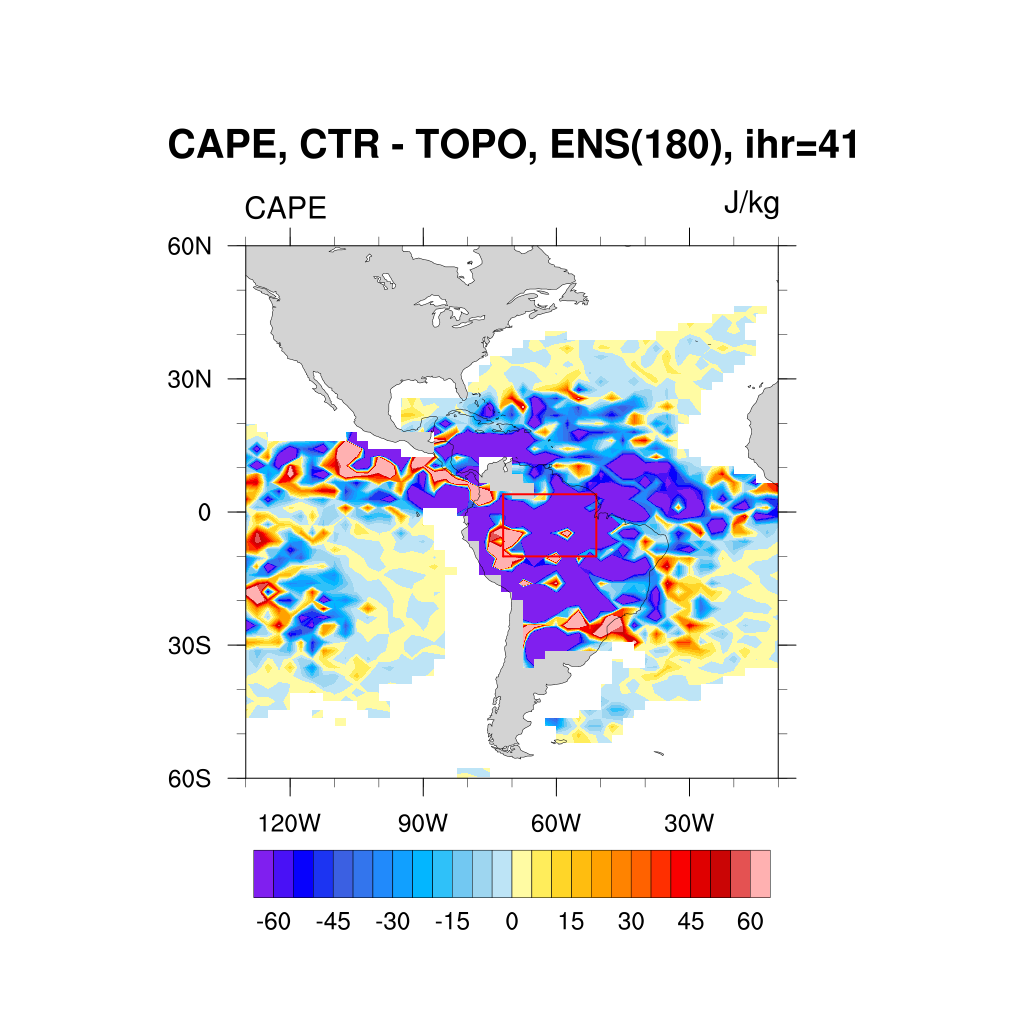 CAPE, CTR - TOPO, ENS(180), ihr=41
CAPE J/kg
60N
30N
0
30S
60S
120W 90W 60W 30W
-60 -45 -30 -15 0 15 30 45 60